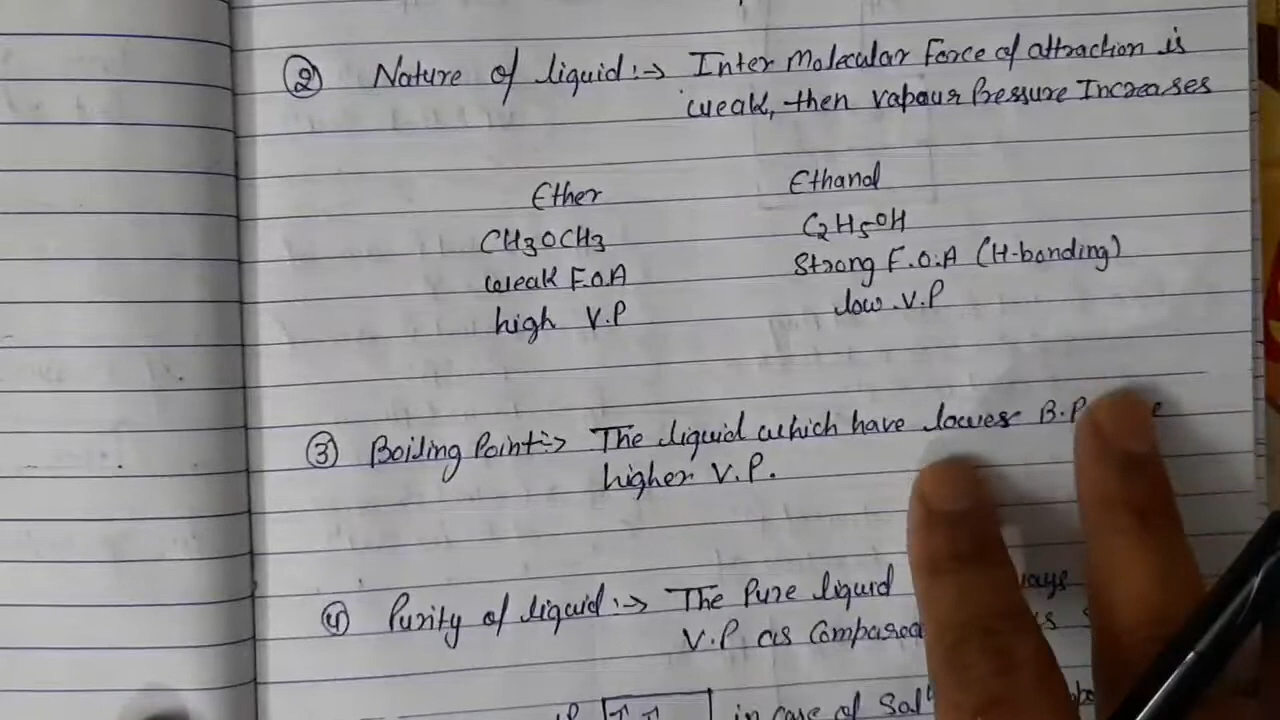 ② Nature of liquid:→ Inter Molecular Force of attraction is
weak, then vapour Pressure Increases
Ether Ethanol
CH3OCH3 C2H5OH
weak F.O.A Strong F.O.A (H-bonding)
high V.P low V.P
③ Boiling Point:→ The liquid which have lower B.P
higher V.P.
④ Purity of liquid:→ The Pure liquid
V.P as Compared
in case of Sol